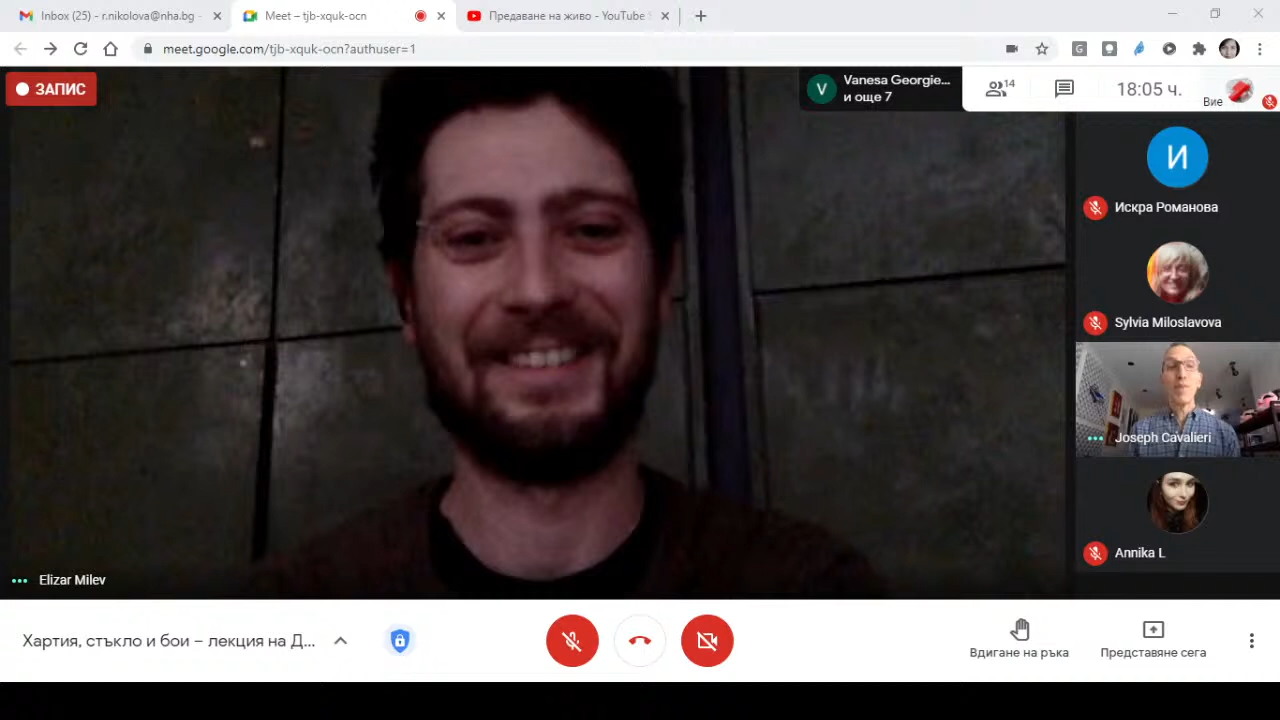 Inbox (25) - r.nikolova@nha.bg -
Meet – tjb-xquk-ocn
Предаване на живо - YouTube S
meet.google.com/tjb-xquk-ocn?authuser=1
ЗАПИС
V
Vanesa Georgie...
и още 7
14
18:05 ч.
Вие
И
Искра Романова
Sylvia Miloslavova
Joseph Cavalieri
Annika L
Elizar Milev
Хартия, стъкло и бои – лекция на Д...
Вдигане на ръка
Представяне сега